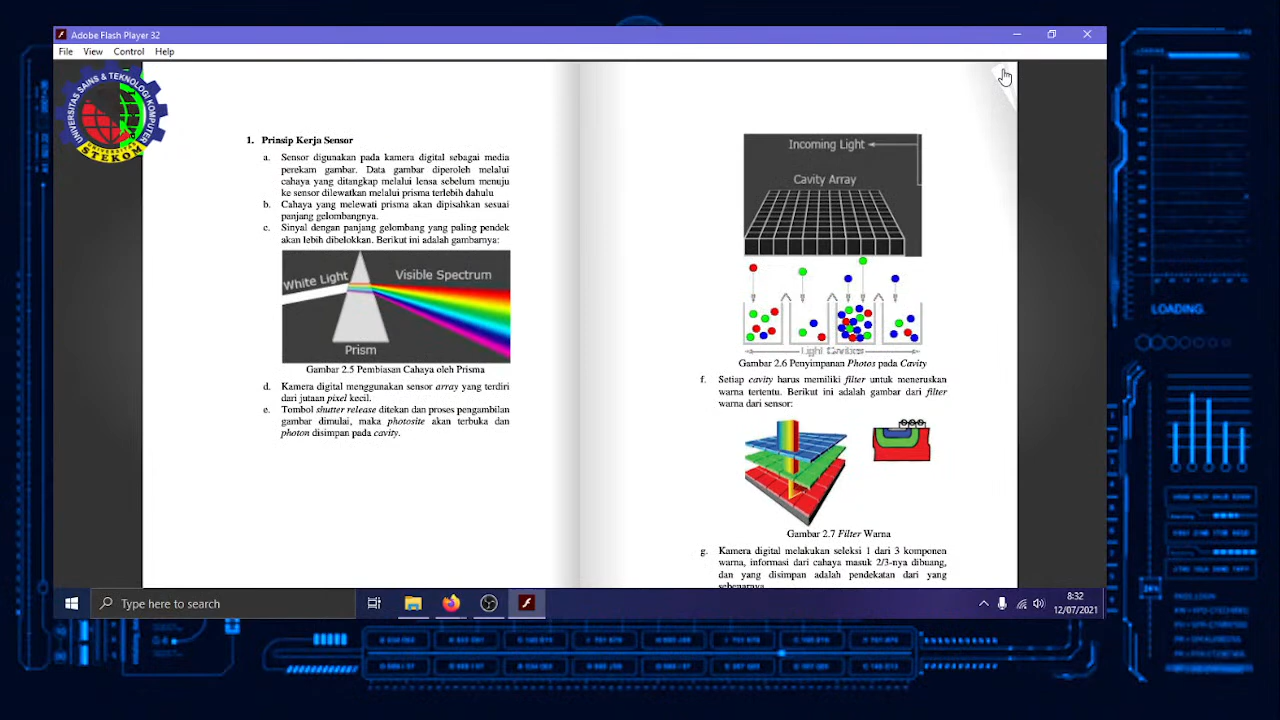 Adobe Flash Player 32
File View Control Help
UNIVERSITAS SAINS & TEKNOLOGI KOMPUTER
STEKOM
1. Prinsip Kerja Sensor
a. Sensor digunakan pada kamera digital sebagai media
perekam gambar. Data gambar diperoleh melalui
cahaya yang ditangkap melalui lensa sebelum menuju
ke sensor dilewatkan melalui prisma terlebih dahulu
b. Cahaya yang melewati prisma akan dipisahkan sesuai
panjang gelombangnya.
c. Sinyal dengan panjang gelombang yang paling pendek
akan lebih dibelokkan. Berikut ini adalah gambarnya:
White Light
Visible Spectrum
Prism
Gambar 2.5 Pembiasan Cahaya oleh Prisma
d. Kamera digital menggunakan sensor array yang terdiri
dari jutaan pixel kecil.
e. Tombol shutter release ditekan dan proses pengambilan
gambar dimulai, maka photosite akan terbuka dan
photon disimpan pada cavity.
Incoming Light
Cavity Array
Light Cavities
Gambar 2.6 Penyimpanan Photos pada Cavity
f. Setiap cavity harus memiliki filter untuk meneruskan
warna tertentu. Berikut ini adalah gambar dari filter
warna dari sensor:
Gambar 2.7 Filter Warna
g. Kamera digital melakukan seleksi 1 dari 3 komponen
warna, informasi dari cahaya masuk 2/3-nya dibuang,
dan yang disimpan adalah pendekatan dari yang
sebenarnya
LOADING.
Type here to search
8:32
12/07/2021